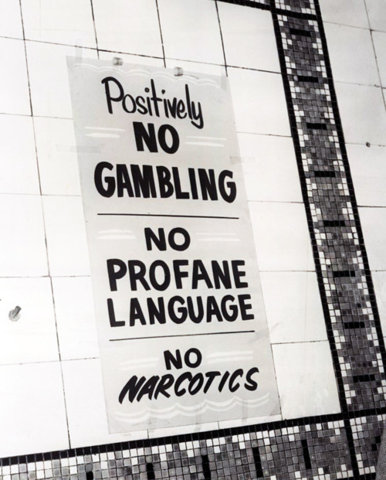 Positively
NO
GAMBLING
NO
PROFANE
LANGUAGE
NO
NARCOTICS